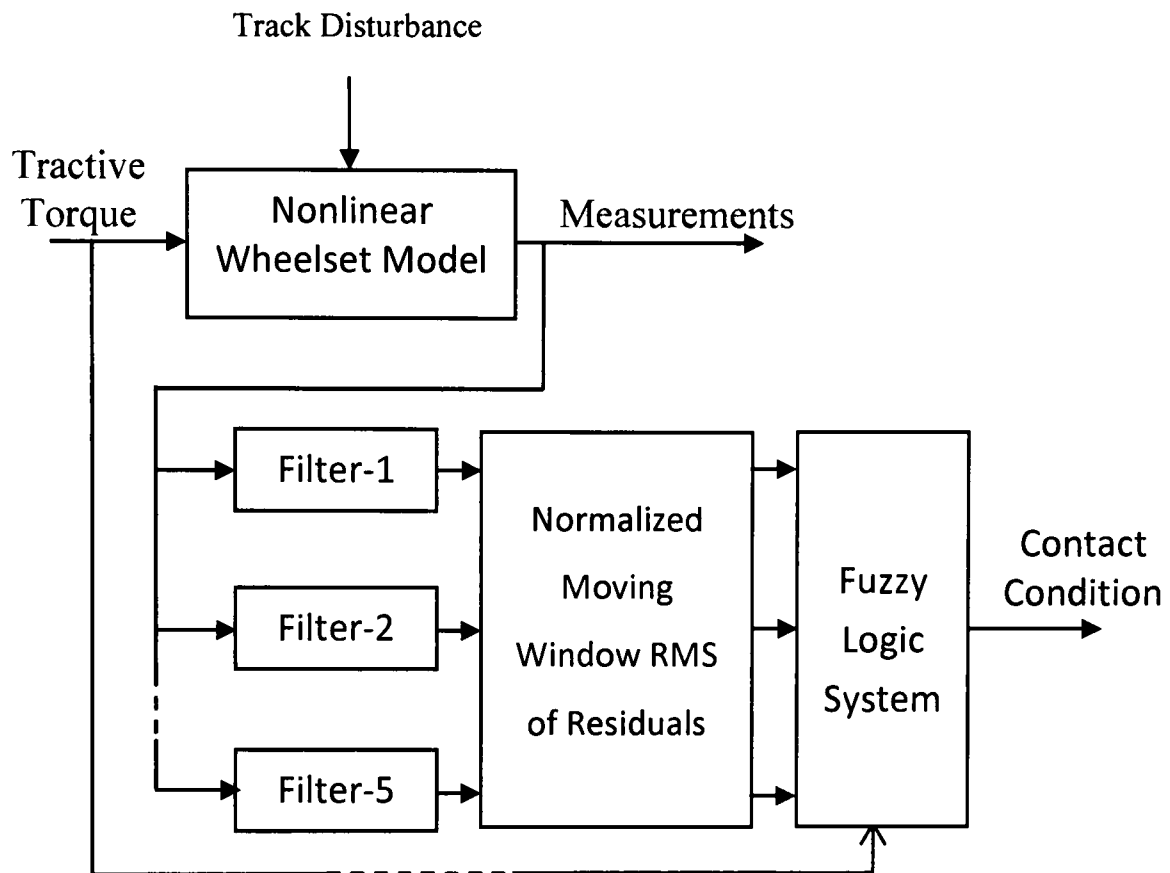 Track Disturbance
Tractive
Torque
Nonlinear
Wheelset Model
Measurements
Filter-1
Filter-2
Filter-5
Normalized
Moving
Window RMS
of Residuals
Fuzzy
Logic
System
Contact
Condition